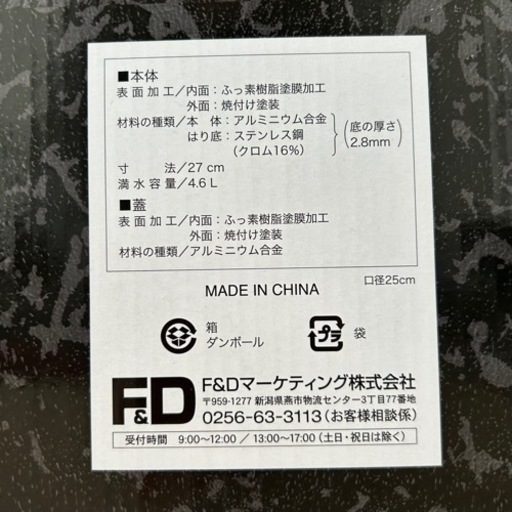 ■本体
表面加工／内面：ふっ素樹脂塗膜加工
外面：焼付け塗装
材料の種類／本体：アルミニウム合金
はり底：ステンレス鋼
（クロム16%）
（底の厚さ
2.8mm）
寸法／27cm
満水容量／4.6L
■蓋
表面加工／内面：ふっ素樹脂塗膜加工
外面：焼付け塗装
材料の種類／アルミニウム合金
口径25cm
MADE IN CHINA
箱
ダンボール
プラ
袋
F&D
F&Dマーケティング株式会社
〒959-1277 新潟県燕市物流センター3丁目77番地
0256-63-3113（お客様相談係）
受付時間 9:00〜12:00 ／ 13:00〜17:00（土日・祝日は除く）